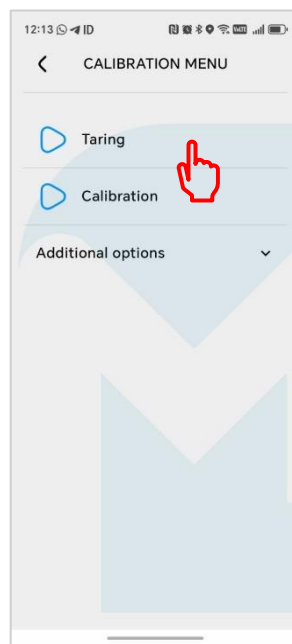 12:13 ID
CALIBRATION MENU
Taring
Calibration
Additional options